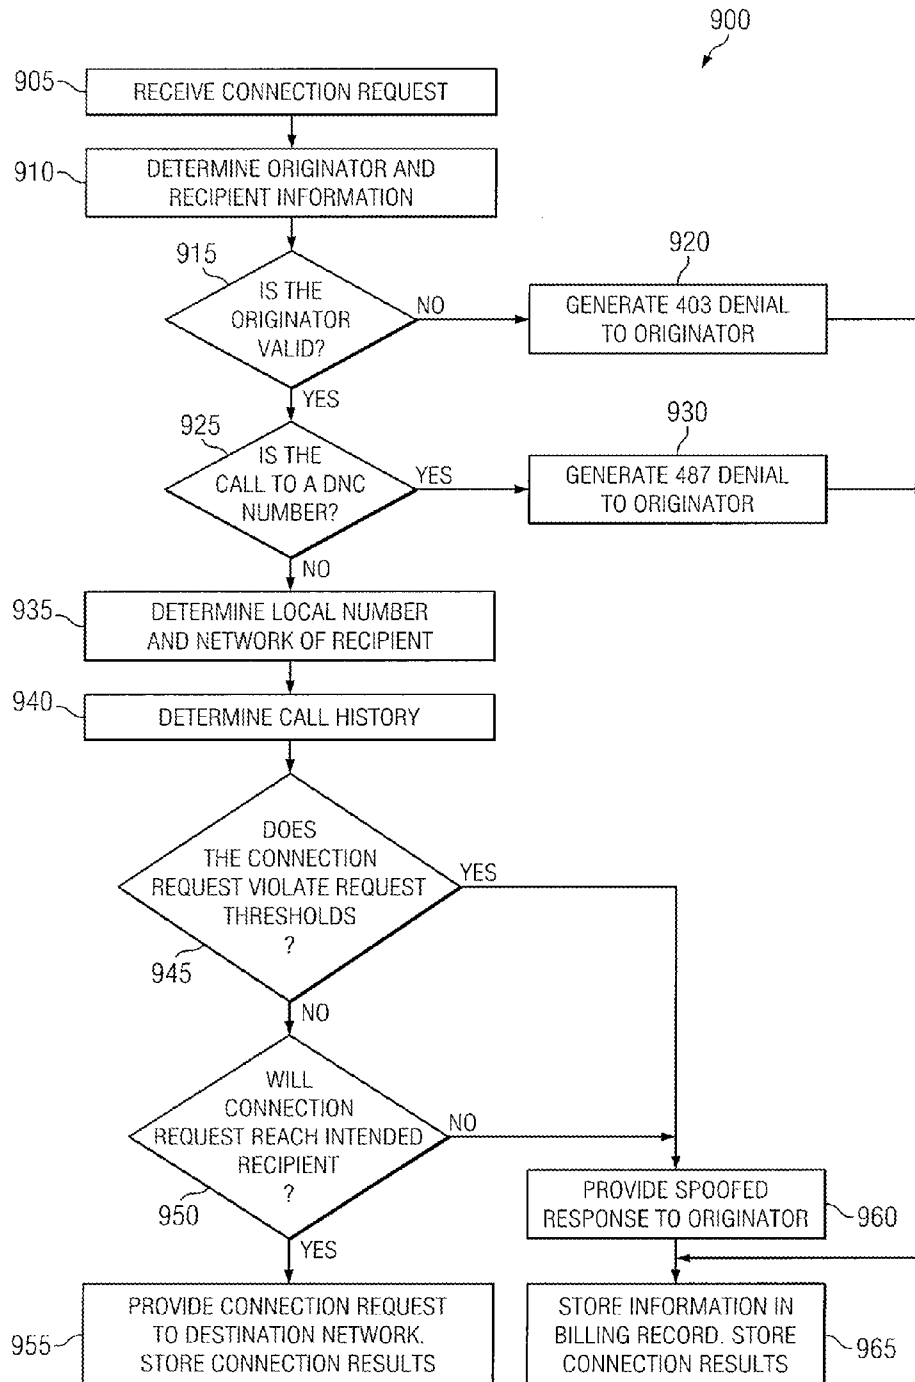 900
905
RECEIVE CONNECTION REQUEST
910
DETERMINE ORIGINATOR AND
RECIPIENT INFORMATION
915
IS THE
ORIGINATOR
VALID?
NO
920
GENERATE 403 DENIAL
TO ORIGINATOR
YES
925
IS THE
CALL TO A DNC
NUMBER?
YES
930
GENERATE 487 DENIAL
TO ORIGINATOR
NO
935
DETERMINE LOCAL NUMBER
AND NETWORK OF RECIPIENT
940
DETERMINE CALL HISTORY
DOES
THE CONNECTION
REQUEST VIOLATE REQUEST
THRESHOLDS
?
945
YES
NO
WILL
CONNECTION
REQUEST REACH INTENDED
RECIPIENT
?
950
NO
YES
PROVIDE SPOOFED
RESPONSE TO ORIGINATOR
960
955
PROVIDE CONNECTION REQUEST
TO DESTINATION NETWORK.
STORE CONNECTION RESULTS
STORE INFORMATION IN
BILLING RECORD. STORE
CONNECTION RESULTS
965